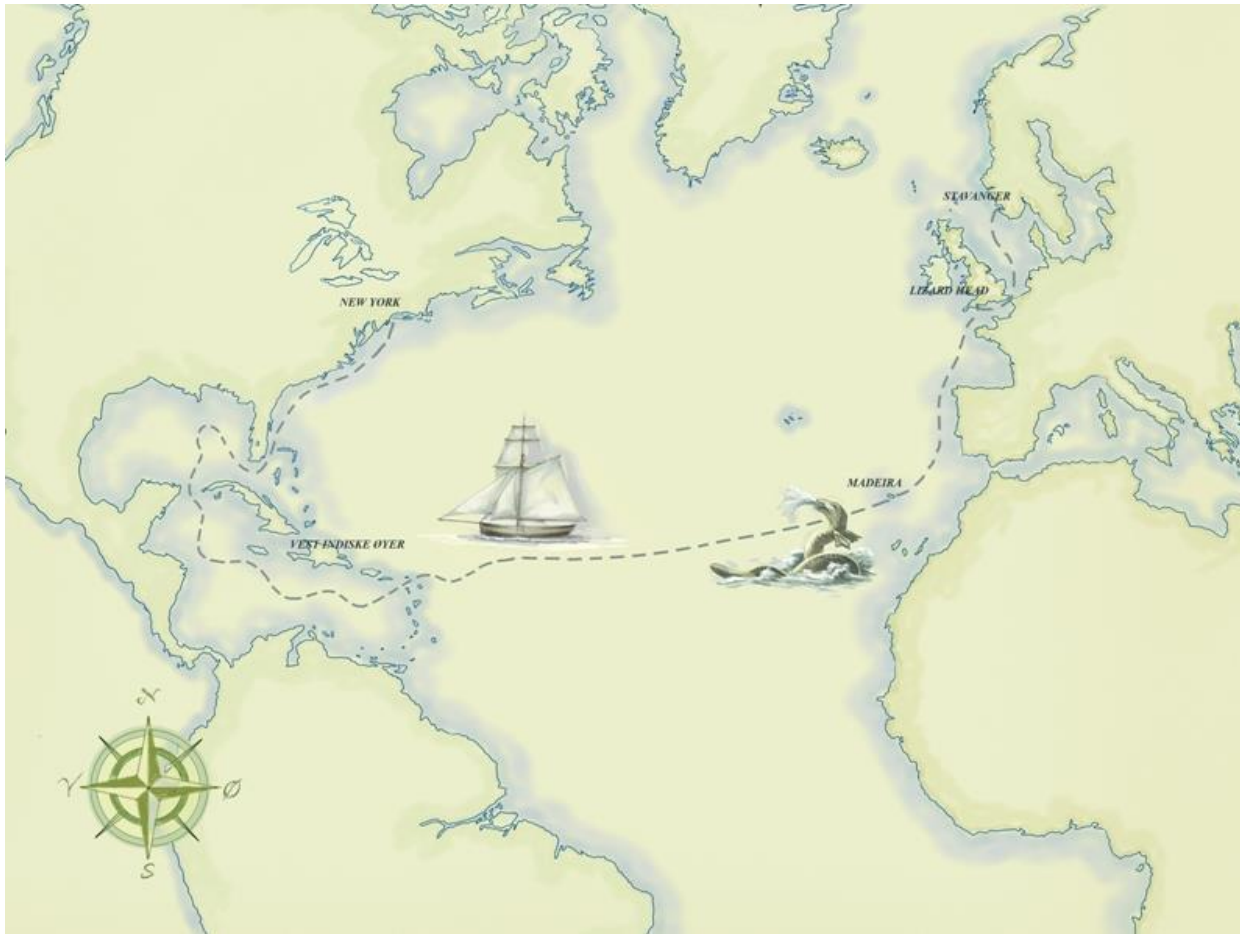 STAVANGER
LIZARD HEAD
NEW YORK
MADEIRA
VEST INDISKE ØYER
N
V Ø
S